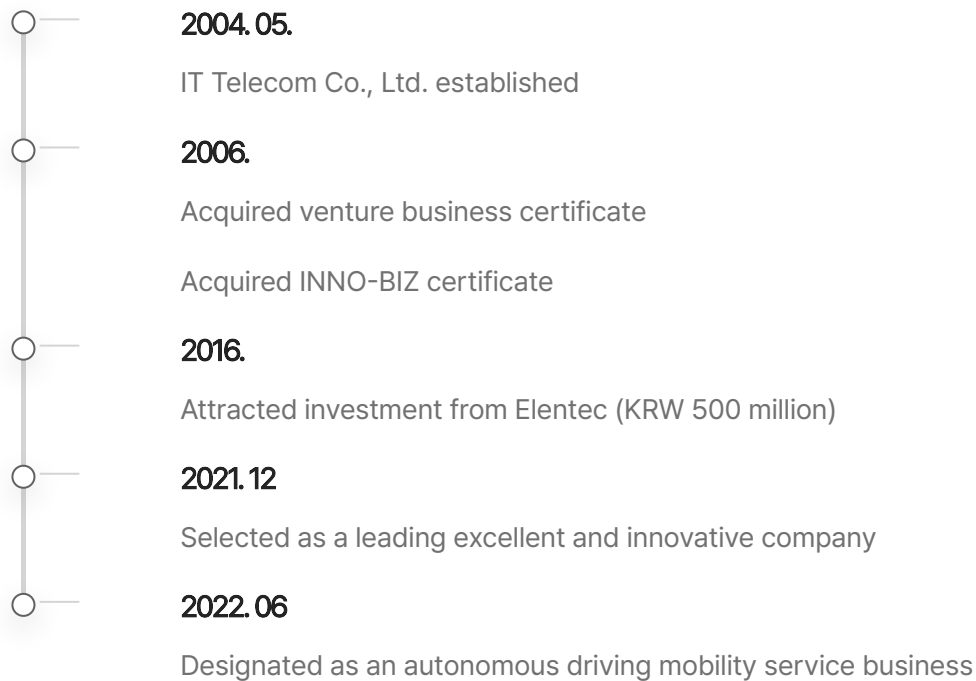 2004. 05.
IT Telecom Co., Ltd. established
2006.
Acquired venture business certificate
Acquired INNO-BIZ certificate
2016.
Attracted investment from Elentec (KRW 500 million)
2021. 12
Selected as a leading excellent and innovative company
2022. 06
Designated as an autonomous driving mobility service business